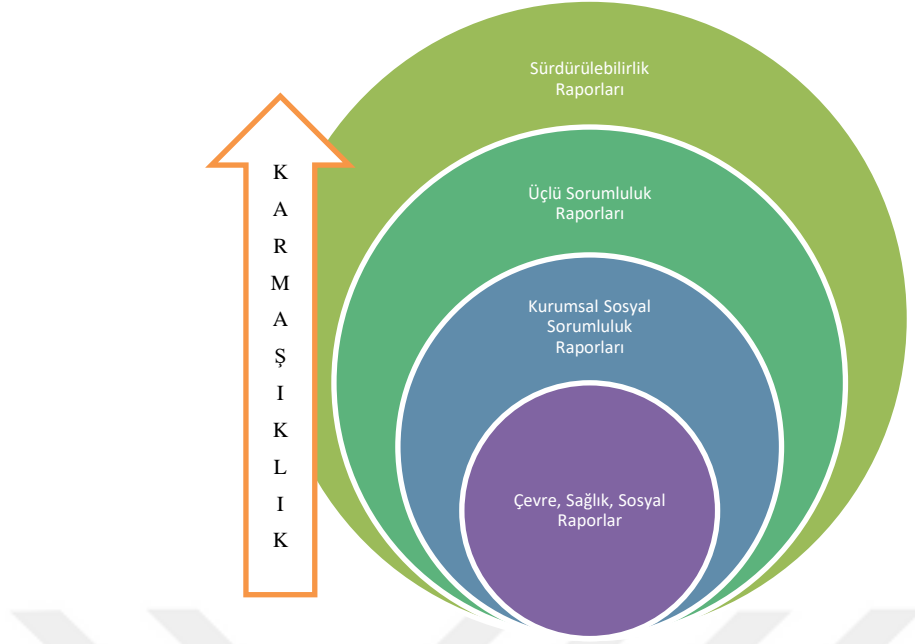 Sürdürülebilirlik
Raporları
Üçlü Sorumluluk
Raporları
Kurumsal Sosyal
Sorumluluk
Raporları
Çevre, Sağlık, Sosyal
Raporlar
K
A
R
M
A
Ş
I
K
L
I
K